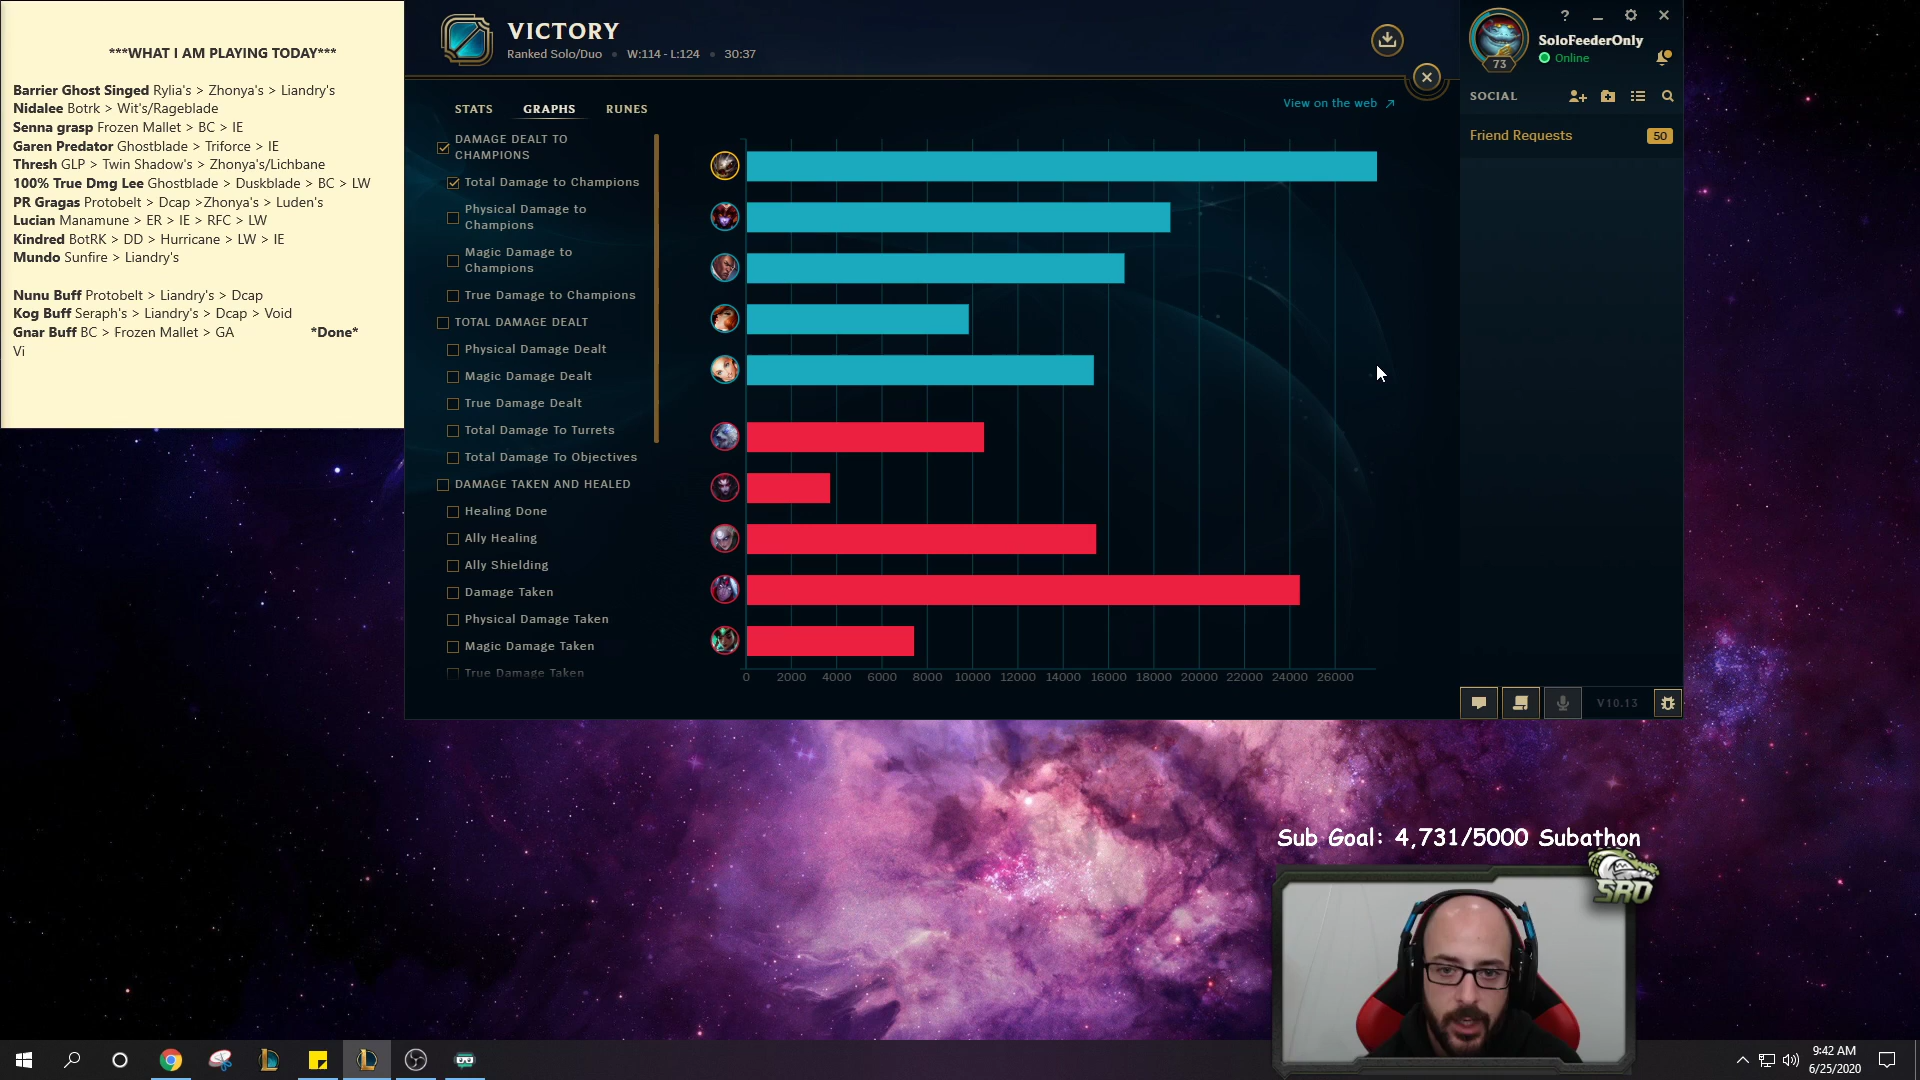 ***WHAT I AM PLAYING TODAY***
Barrier Ghost Singed Rylia's > Zhonya's > Liandry's
Nidalee Botrk > Wit's/Rageblade
Senna grasp Frozen Mallet > BC > IE
Garen Predator Ghostblade > Triforce > IE
Thresh GLP > Twin Shadow's > Zhonya's/Lichbane
100% True Dmg Lee Ghostblade > Duskblade > BC > LW
PR Gragas Protobelt > Dcap >Zhonya's > Luden's
Lucian Manamune > ER > IE > RFC > LW
Kindred BotRK > DD > Hurricane > LW > IE
Mundo Sunfire > Liandry's
Nunu Buff Protobelt > Liandry's > Dcap
Kog Buff Seraph's > Liandry's > Dcap > Void
Gnar Buff BC > Frozen Mallet > GA *Done*
Vi
VICTORY
Ranked Solo/Duo • W:114 - L:124 • 30:37
STATS GRAPHS RUNES
View on the web
DAMAGE DEALT TO
CHAMPIONS
Total Damage to Champions
Physical Damage to
Champions
Magic Damage to
Champions
True Damage to Champions
TOTAL DAMAGE DEALT
Physical Damage Dealt
Magic Damage Dealt
True Damage Dealt
Total Damage To Turrets
Total Damage To Objectives
DAMAGE TAKEN AND HEALED
Healing Done
Ally Healing
Ally Shielding
Damage Taken
Physical Damage Taken
Magic Damage Taken
True Damage Taken
0 2000 4000 6000 8000 10000 12000 14000 16000 18000 20000 22000 24000 26000
?
SoloFeederOnly
73
Online
SOCIAL
Friend Requests 50
V10.13
Sub Goal: 4,731/5000 Subathon
SRO
9:42 AM
6/25/2020